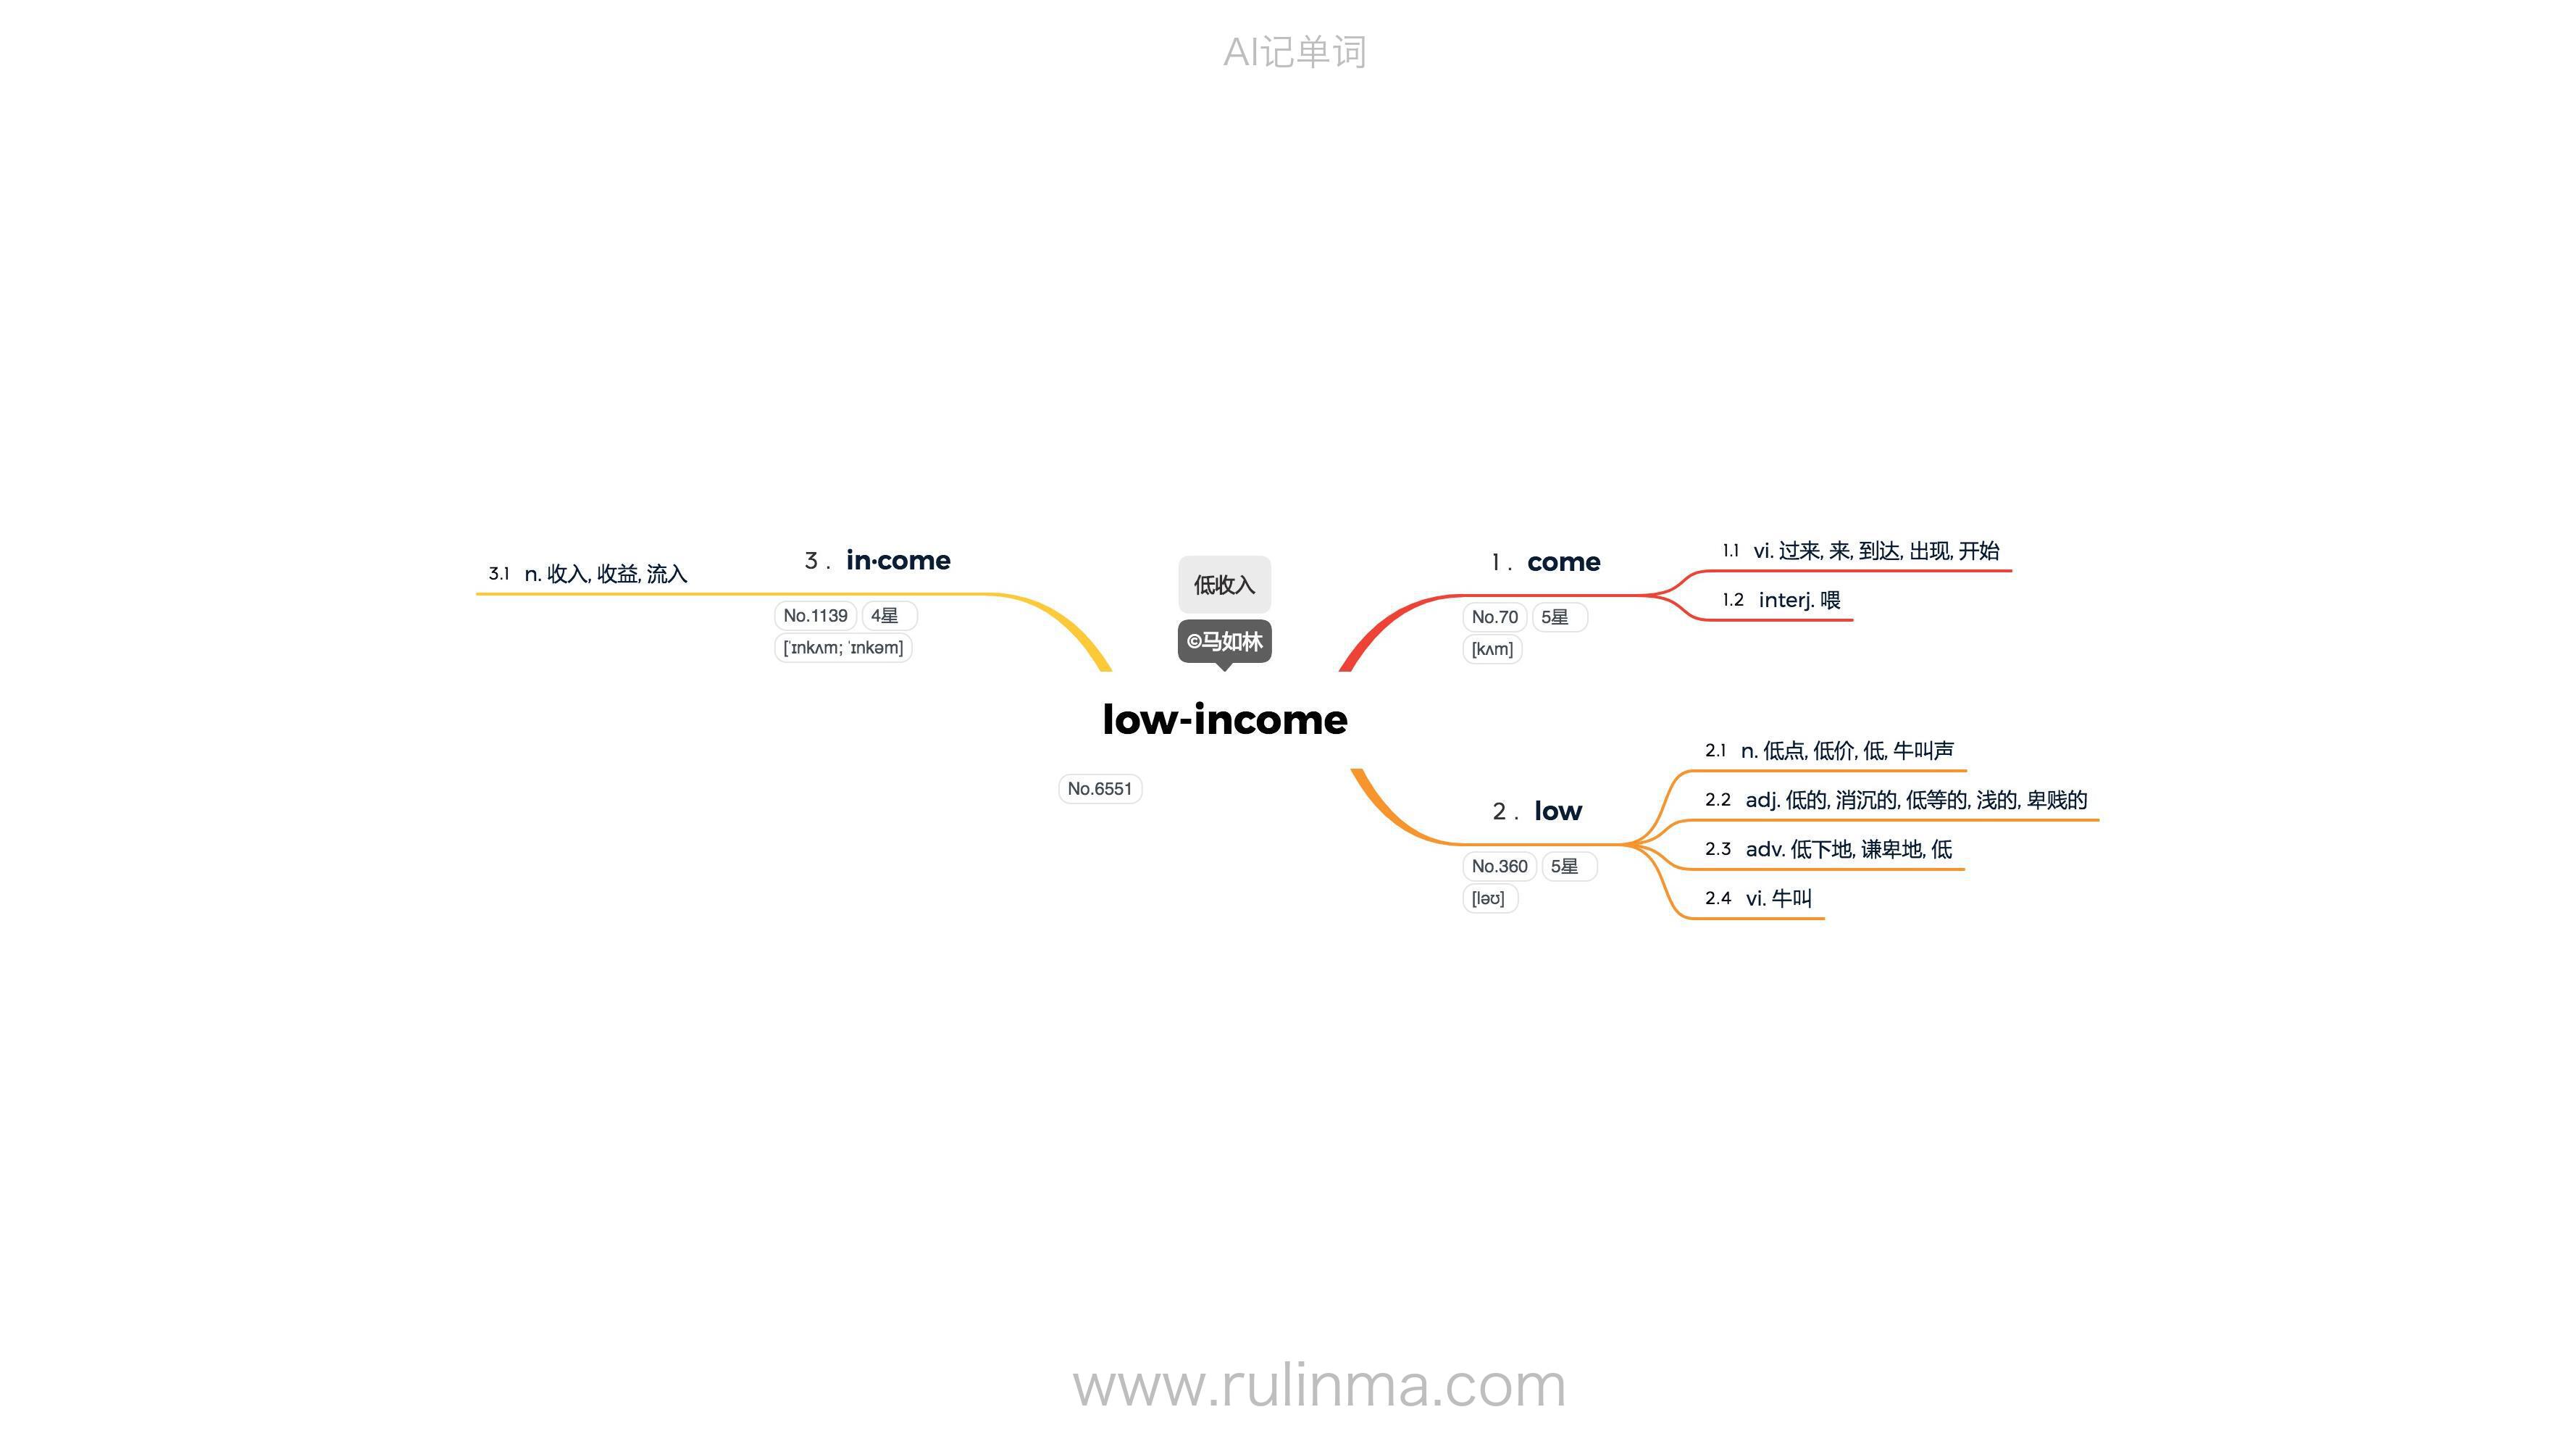 AI记单词
低收入
©马如林
low-income
No.6551
1 . come
No.70 5星
[kʌm]
1.1 vi. 过来, 来, 到达, 出现, 开始
1.2 interj. 喂
2 . low
No.360 5星
[ləʊ]
2.1 n. 低点, 低价, 低, 牛叫声
2.2 adj. 低的, 消沉的, 低等的, 浅的, 卑贱的
2.3 adv. 低下地, 谦卑地, 低
2.4 vi. 牛叫
3 . in·come
No.1139 4星
[ˈɪnkʌm; ˈɪnkəm]
3.1 n. 收入, 收益, 流入
www.rulinma.com